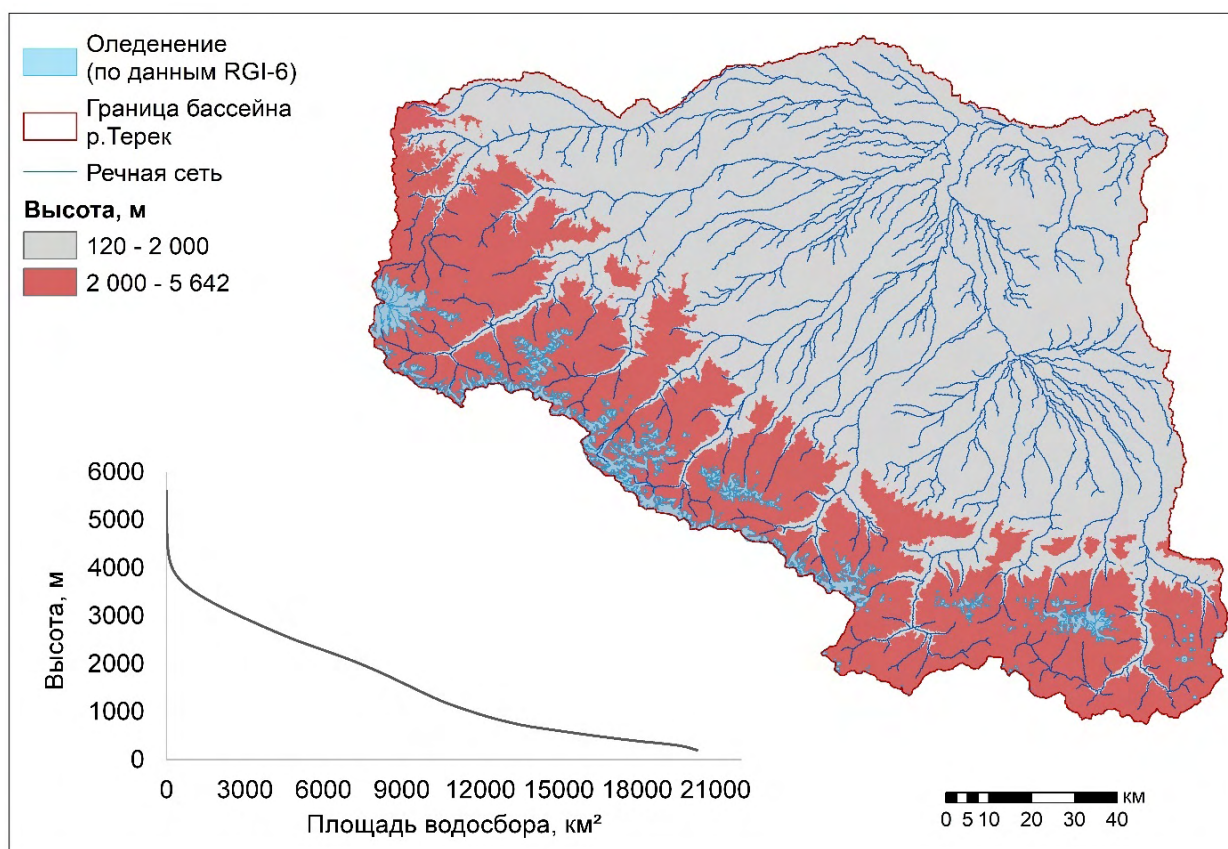 Оледенение
(по данным RGI-6)
Граница бассейна
р.Терек
Речная сеть
Высота, м
120 - 2 000
2 000 - 5 642
6000
5000
4000
3000
2000
1000
0
Высота, м
0 3000 6000 9000 12000 15000 18000 21000
Площадь водосбора, км²
км
0 5 10 20 30 40